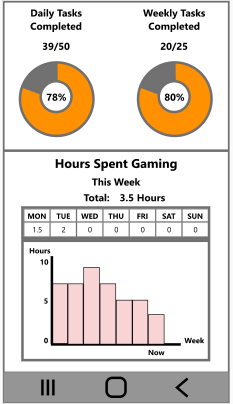 Daily Tasks Weekly Tasks
Completed Completed
39/50 20/25
78% 80%
Hours Spent Gaming
This Week
Total: 3.5 Hours
MON TUE WED THU FRI SAT SUN
1.5 2 0 0 0 0 0
Hours
10
5
0
Week
Now